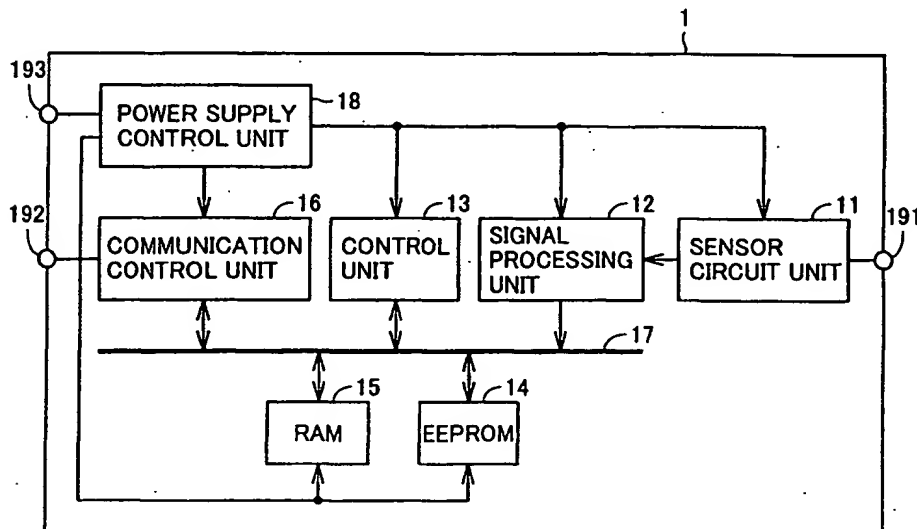 1
193
POWER SUPPLY
CONTROL UNIT
18
192
16
COMMUNICATION
CONTROL UNIT
13
CONTROL
UNIT
12
SIGNAL
PROCESSING
UNIT
11
SENSOR
CIRCUIT UNIT
191
17
15
RAM
14
EEPROM